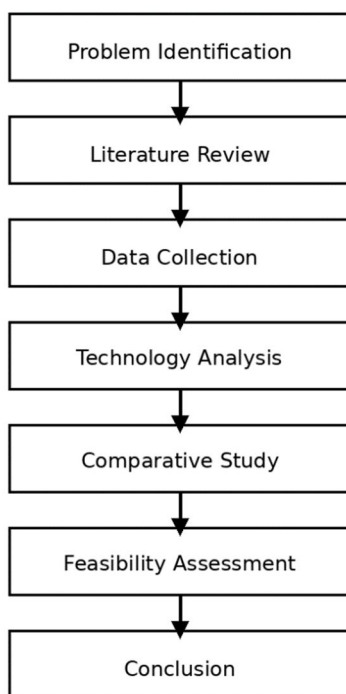 Problem Identification
Literature Review
Data Collection
Technology Analysis
Comparative Study
Feasibility Assessment
Conclusion